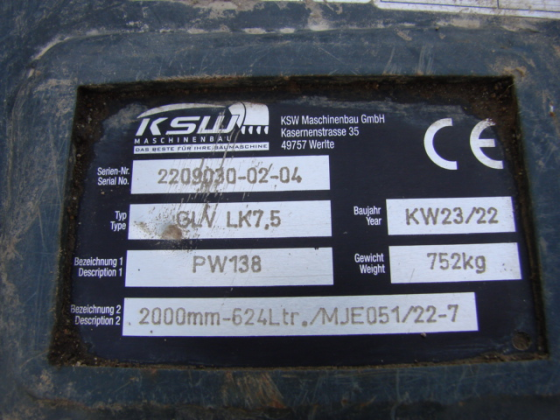 KSW
MASCHINENBAU
DAS BESTE FÜR IHRE BAUMASCHINE
KSW Maschinenbau GmbH
Kasernenstrasse 35
49757 Werlte
CE
Serien-Nr. 2209030-02-04
Serial No.
Typ GLV LK7,5 Baujahr KW23/22
Type Year
Bezeichnung 1 PW138 Gewicht 752kg
Description 1 Weight
Bezeichnung 2 2000mm-624Ltr./MJE051/22-7
Description 2